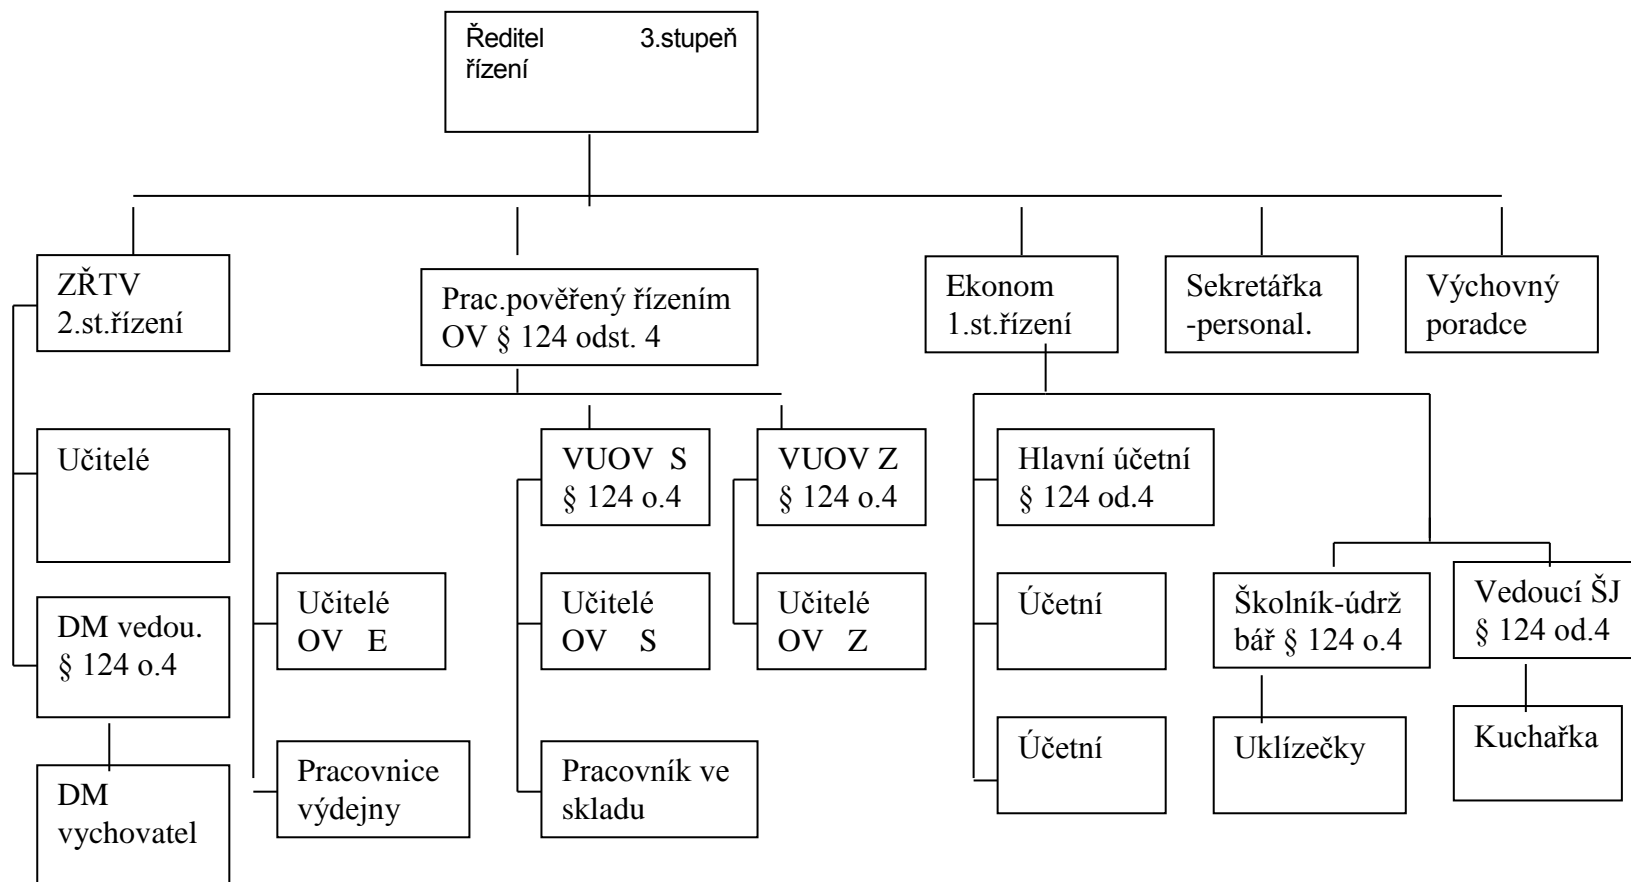 Ředitel 3.stupeň
řízení
ZŘTV
2.st.řízení
Prac.pověřený řízením
OV § 124 odst. 4
Ekonom
1.st.řízení
Sekretářka
-personal.
Výchovný
poradce
Učitelé
VUOV S
§ 124 o.4
VUOV Z
§ 124 o.4
Hlavní účetní
§ 124 od.4
DM vedou.
§ 124 o.4
Učitelé
OV E
Učitelé
OV S
Učitelé
OV Z
Účetní
Školník-údrž
bář § 124 o.4
Vedoucí ŠJ
§ 124 od.4
DM
vychovatel
Pracovnice
výdejny
Pracovník ve
skladu
Účetní
Uklízečky
Kuchařka